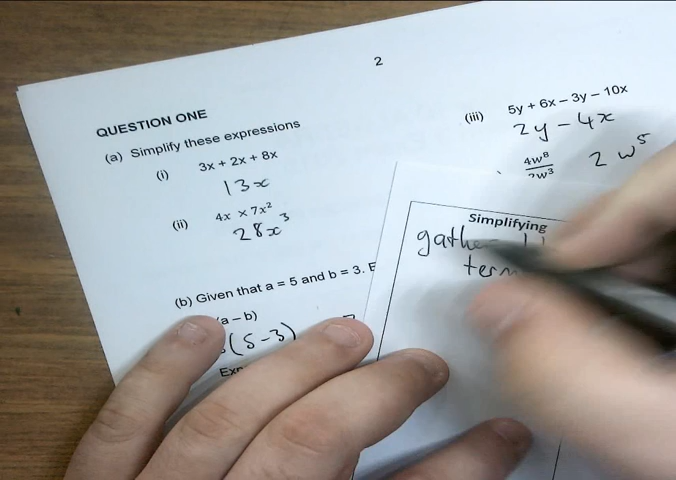 2
QUESTION ONE
(a) Simplify these expressions
(i) 3x + 2x + 8x
13x
(ii) 4x × 7x²
28x³
(iii) 5y + 6x – 3y – 10x
2y – 4x
4w⁸ / 2w³ 2w⁵
(b) Given that a = 5 and b = 3.
(a – b)
(5-3)
Simplifying